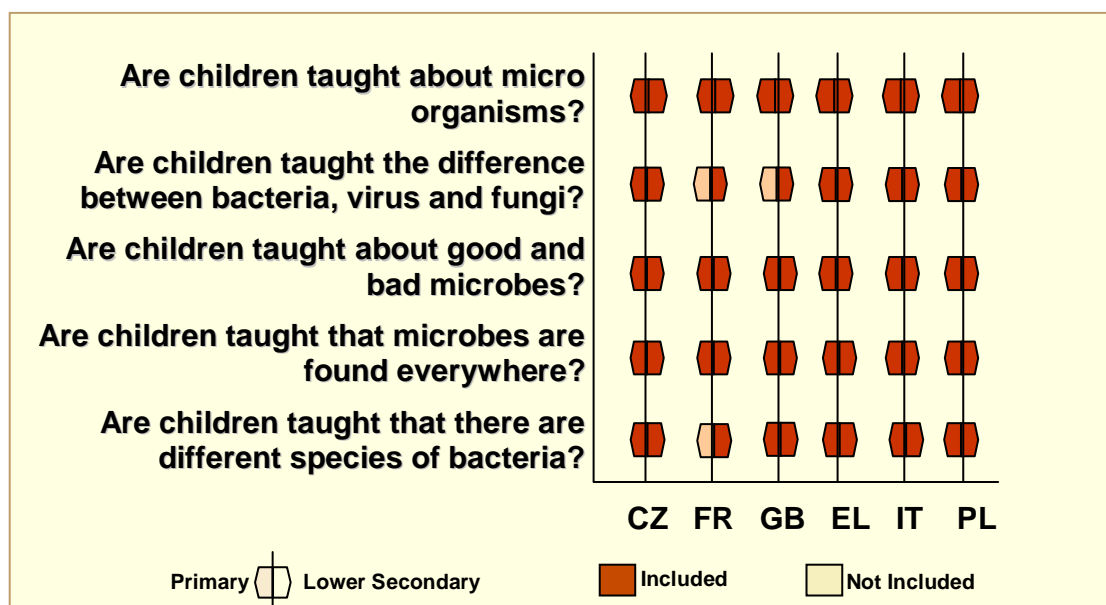 Are children taught about micro
organisms?
Are children taught the difference
between bacteria, virus and fungi?
Are children taught about good and
bad microbes?
Are children taught that microbes are
found everywhere?
Are children taught that there are
different species of bacteria?
CZ FR GB EL IT PL
Primary Lower Secondary Included Not Included